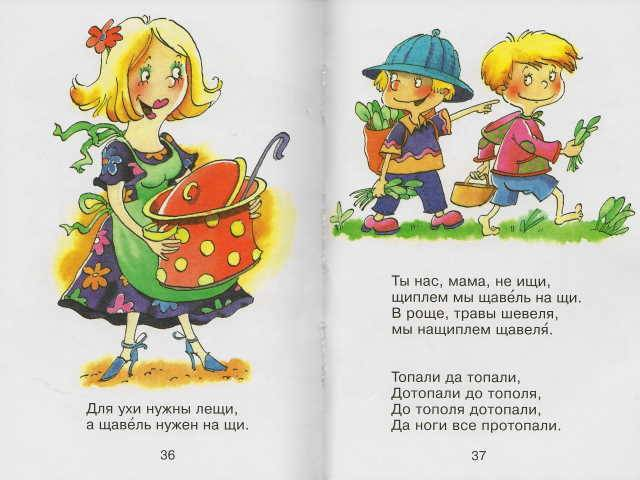 Для ухи нужны лещи,
а щаве́ль нужен на щи.
36
Ты нас, мама, не ищи,
щиплем мы щаве́ль на щи.
В роще, травы шевеля,
мы нащиплем щавеля́.
Топали да топали,
Дотопали до тополя,
До тополя дотопали,
Да ноги все протопали.
37